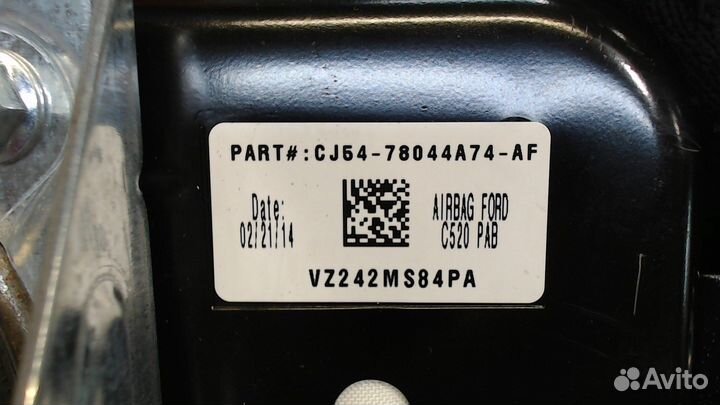 PART#:CJ54-78044A74-AF
Date:
02/21/14
AIRBAG FORD
C520 PAB
VZ242MS84PA
Avito